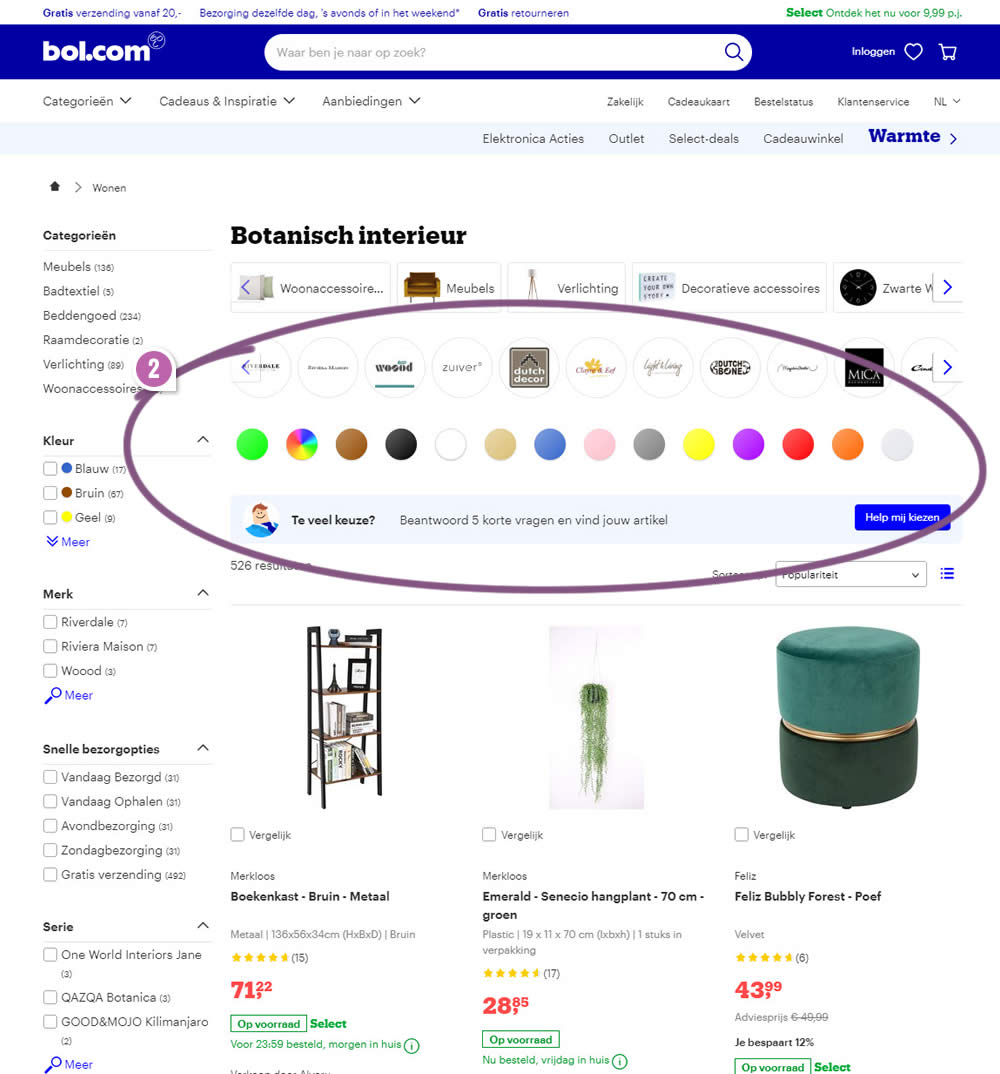 Gratis verzending vanaf 20,- Bezorging dezelfde dag, 's avonds of in het weekend* Gratis retourneren Select Ontdek het nu voor 9,99 p.j.
bol.com Waar ben je naar op zoek? Inloggen
Categorieën Cadeaus & Inspiratie Aanbiedingen Zakelijk Cadeaukaart Bestelstatus Klantenservice NL
Elektronica Acties Outlet Select-deals Cadeauwinkel Warmte
Wonen
Categorieën
Meubels (136)
Badtextiel (5)
Beddengoed (234)
Raamdecoratie (2)
Verlichting (89)
Woonaccessoires
2
Kleur
Blauw (17)
Bruin (67)
Geel (9)
Meer
Merk
Riverdale (7)
Riviera Maison (7)
Woood (3)
Meer
Snelle bezorgopties
Vandaag Bezorgd (31)
Vandaag Ophalen (31)
Avondbezorging (31)
Zondagbezorging (31)
Gratis verzending (492)
Serie
One World Interiors Jane
(3)
QAZQA Botanica (3)
GOOD&MOJO Kilimanjaro
(2)
Meer
Botanisch interieur
Woonaccessoire... Meubels Verlichting Decoratieve accessoires Zwarte
CREATE
YOUR OWN
STORY
RIVERDALE Riviera Maison woood zuiver dutch decor Light & Living DUTCH BONE MICA
Te veel keuze? Beantwoord 5 korte vragen en vind jouw artikel Help mij kiezen
526 resultaten
Populariteit
Vergelijk
Merkloos
Boekenkast - Bruin - Metaal
Metaal | 136x56x34cm (HxBxD) | Bruin
(15)
71,22
Op voorraad Select
Voor 23:59 besteld, morgen in huis
Vergelijk
Merkloos
Emerald - Senecio hangplant - 70 cm -
groen
Plastic | 19 x 11 x 70 cm (lxbxh) | 1 stuks in
verpakking
(17)
28,85
Op voorraad
Nu besteld, vrijdag in huis
Vergelijk
Feliz
Feliz Bubbly Forest - Poef
Velvet
(6)
43,99
Adviesprijs € 49,99
Je bespaart 12%
Op voorraad Select